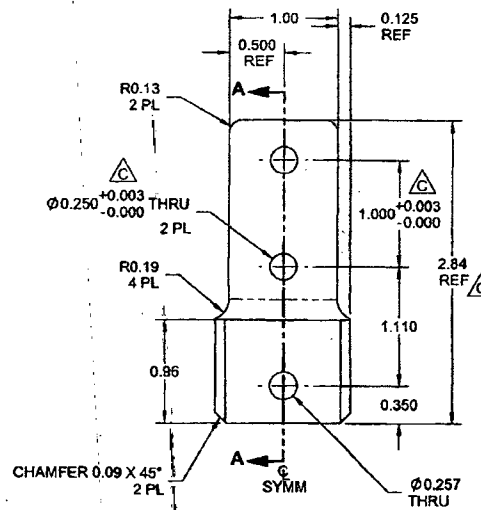 1.00
0.125
REF
0.500
REF
A
R0.13
2 PL
C
Ø0.250 +0.003 -0.000 THRU
2 PL
C
1.000 +0.003 -0.000
R0.19
4 PL
2.84
REF
C
1.110
0.96
0.350
CHAMFER 0.09 X 45°
2 PL
A
℄
SYMM
Ø0.257
THRU